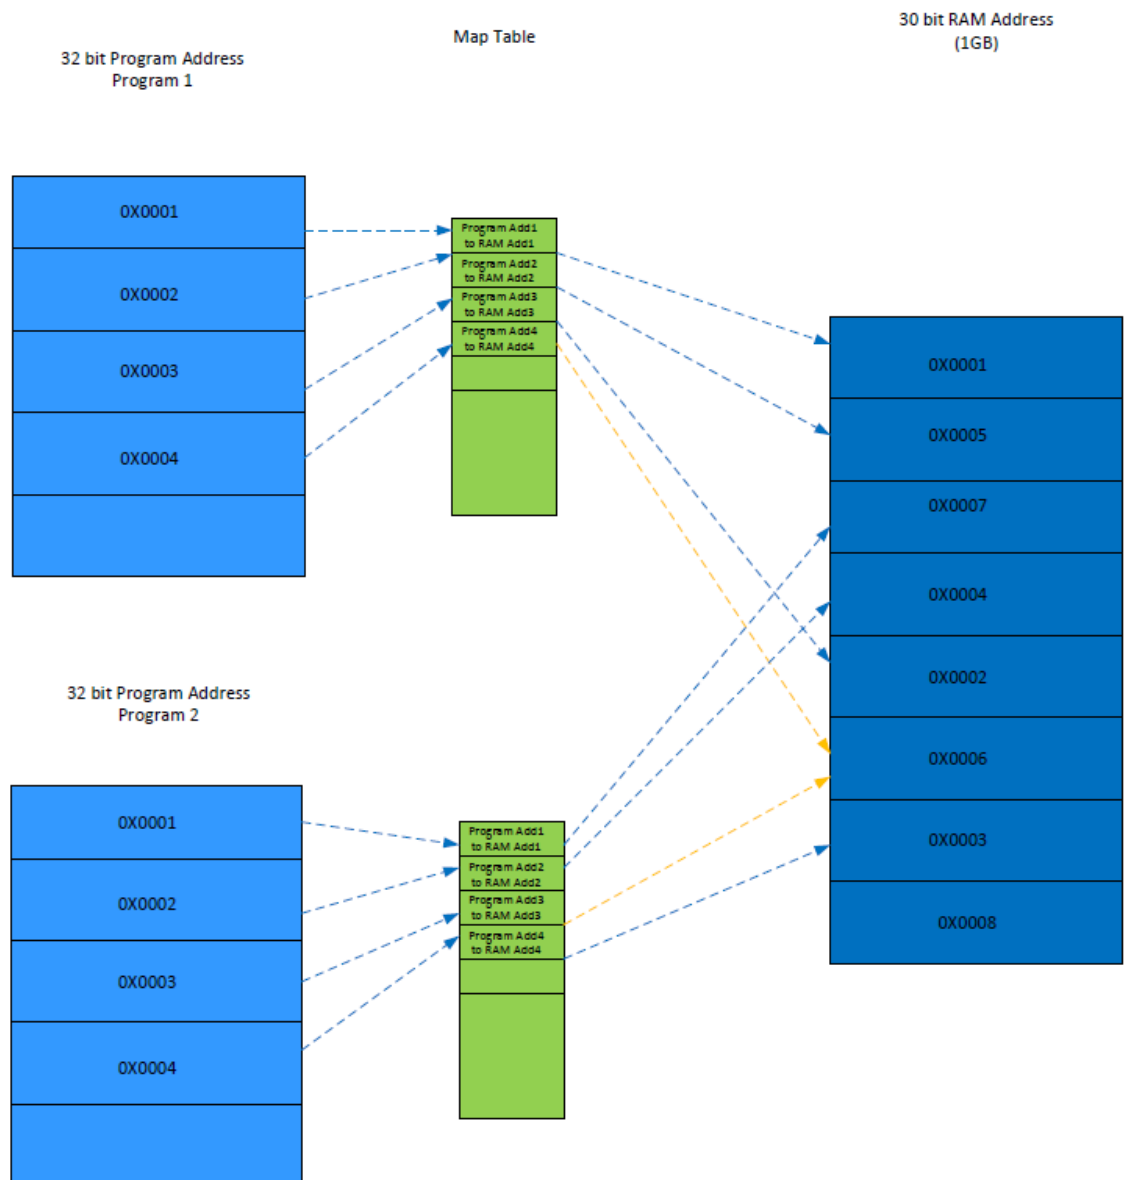 32 bit Program Address
Program 1
Map Table
30 bit RAM Address
(1GB)
0X0001
0X0002
0X0003
0X0004
Program Add1
to RAM Add1
Program Add2
to RAM Add2
Program Add3
to RAM Add3
Program Add4
to RAM Add4
0X0001
0X0005
0X0007
0X0004
0X0002
0X0006
0X0003
0X0008
32 bit Program Address
Program 2
0X0001
0X0002
0X0003
0X0004
Program Add1
to RAM Add1
Program Add2
to RAM Add2
Program Add3
to RAM Add3
Program Add4
to RAM Add4